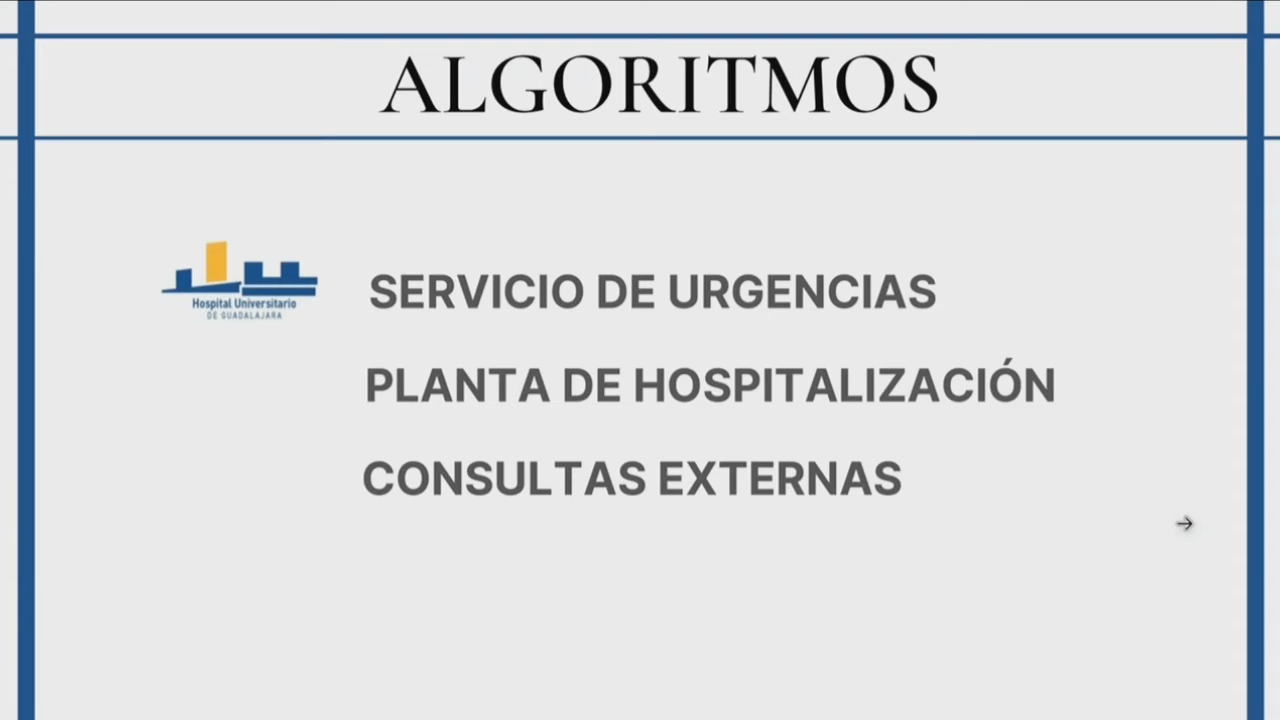 ALGORITMOS
Hospital Universitario
DE GUADALAJARA
SERVICIO DE URGENCIAS
PLANTA DE HOSPITALIZACIÓN
CONSULTAS EXTERNAS